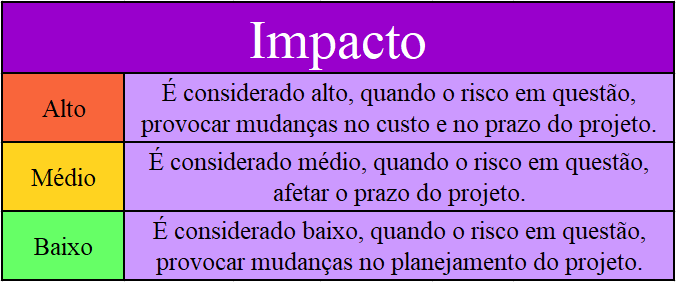 Impacto
Alto
É considerado alto, quando o risco em questão,
provocar mudanças no custo e no prazo do projeto.
Médio
É considerado médio, quando o risco em questão,
afetar o prazo do projeto.
Baixo
É considerado baixo, quando o risco em questão,
provocar mudanças no planejamento do projeto.